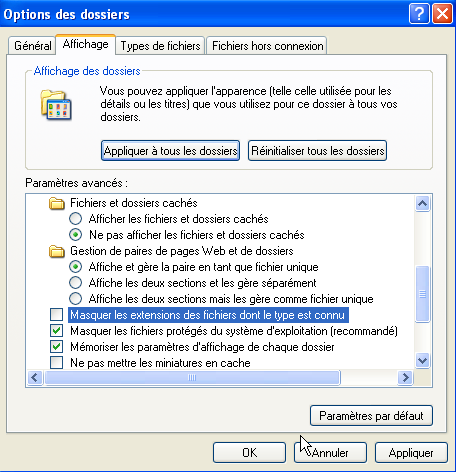 Options des dossiers
Général
Affichage
Types de fichiers
Fichiers hors connexion
Affichage des dossiers
Vous pouvez appliquer l'apparence (telle celle utilisée pour les
détails ou les titres) que vous utilisez pour ce dossier à tous vos
dossiers.
Appliquer à tous les dossiers
Réinitialiser tous les dossiers
Paramètres avancés :
Fichiers et dossiers cachés
Afficher les fichiers et dossiers cachés
Ne pas afficher les fichiers et dossiers cachés
Gestion de paires de pages Web et de dossiers
Affiche et gère la paire en tant que fichier unique
Affiche les deux sections et les gère séparément
Affiche les deux sections mais les gère comme fichier unique
Masquer les extensions des fichiers dont le type est connu
Masquer les fichiers protégés du système d'exploitation (recommandé)
Mémoriser les paramètres d'affichage de chaque dossier
Ne pas mettre les miniatures en cache
Paramètres par défaut
OK
Annuler
Appliquer